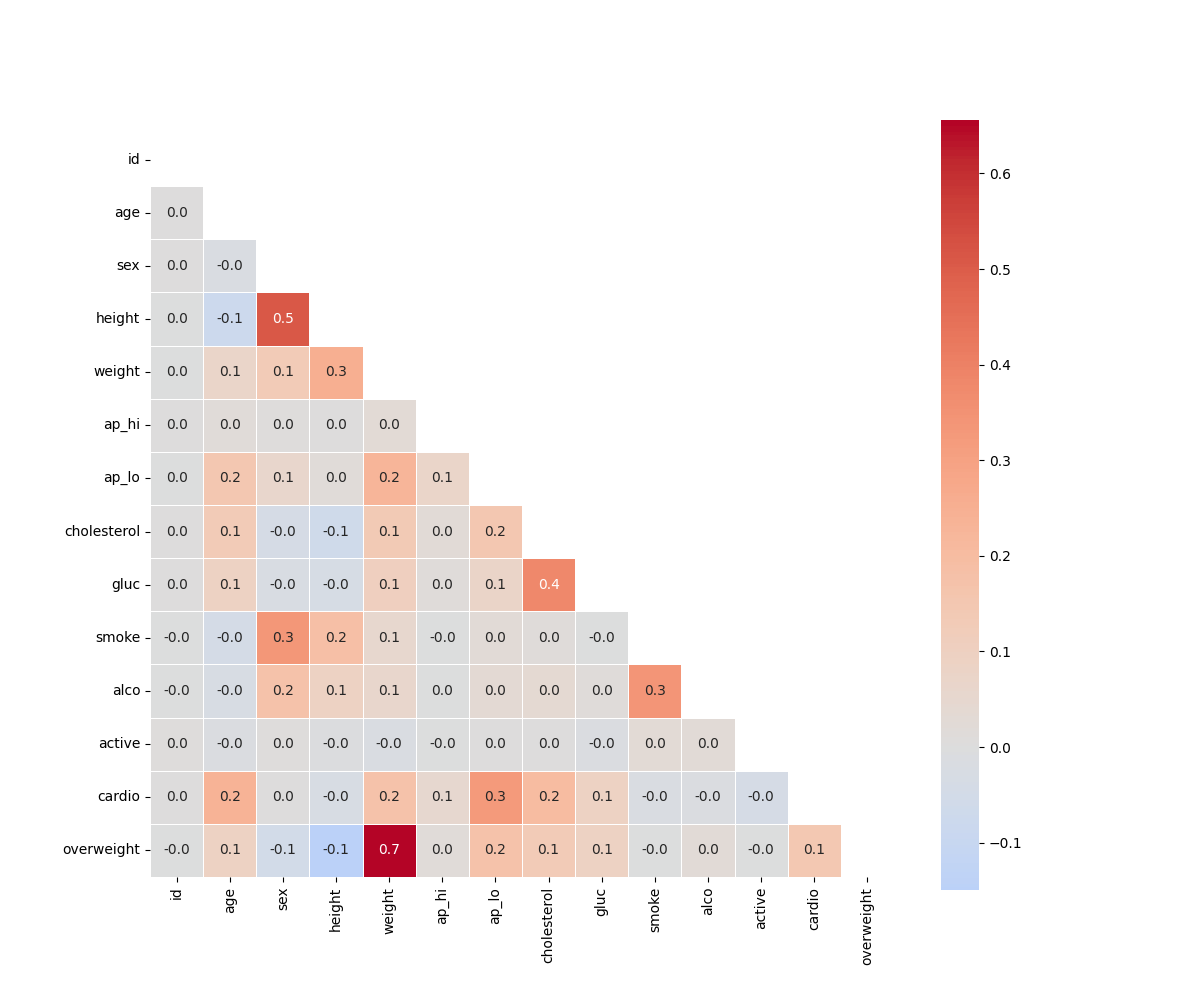 id
age 0.0
sex 0.0 -0.0
height 0.0 -0.1 0.5
weight 0.0 0.1 0.1 0.3
ap_hi 0.0 0.0 0.0 0.0 0.0
ap_lo 0.0 0.2 0.1 0.0 0.2 0.1
cholesterol 0.0 0.1 -0.0 -0.1 0.1 0.0 0.2
gluc 0.0 0.1 -0.0 -0.0 0.1 0.0 0.1 0.4
smoke -0.0 -0.0 0.3 0.2 0.1 -0.0 0.0 0.0 -0.0
alco -0.0 -0.0 0.2 0.1 0.1 0.0 0.0 0.0 0.0 0.3
active 0.0 -0.0 0.0 -0.0 -0.0 -0.0 0.0 0.0 -0.0 0.0 0.0
cardio 0.0 0.2 0.0 -0.0 0.2 0.1 0.3 0.2 0.1 -0.0 -0.0 -0.0
overweight -0.0 0.1 -0.1 -0.1 0.7 0.0 0.2 0.1 0.1 -0.0 0.0 -0.0 0.1
id age sex height weight ap_hi ap_lo cholesterol gluc smoke alco active cardio overweight
0.6
0.5
0.4
0.3
0.2
0.1
0.0
−0.1